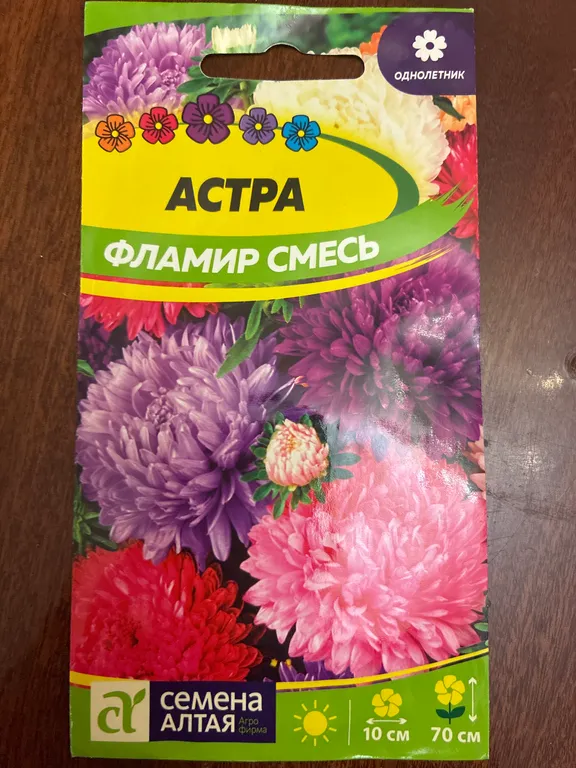 ОДНОЛЕТНИК
АСТРА
ФЛАМИР СМЕСЬ
СЕМЕНА
АЛТАЯ
Агро
фирма
10 см
70 см